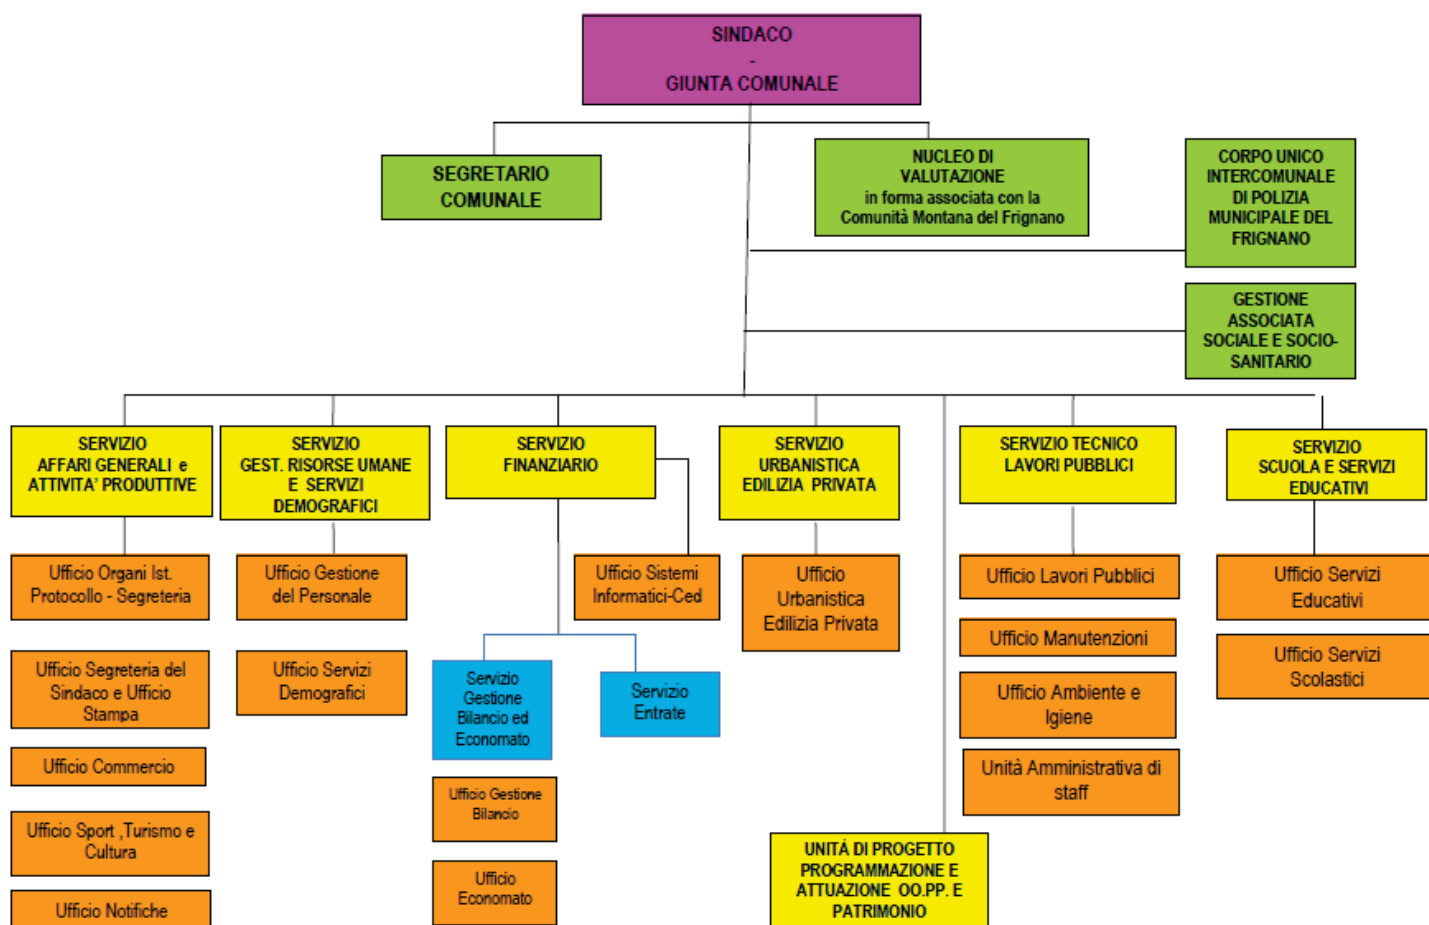 SINDACO
-
GIUNTA COMUNALE
SEGRETARIO
COMUNALE
NUCLEO DI
VALUTAZIONE
in forma associata con la
Comunità Montana del Frignano
CORPO UNICO
INTERCOMUNALE
DI POLIZIA
MUNICIPALE DEL
FRIGNANO
GESTIONE
ASSOCIATA
SOCIALE E SOCIO-
SANITARIO
SERVIZIO
AFFARI GENERALI e
ATTIVITA' PRODUTTIVE
SERVIZIO
GEST. RISORSE UMANE
E SERVIZI
DEMOGRAFICI
SERVIZIO
FINANZIARIO
SERVIZIO
URBANISTICA
EDILIZIA PRIVATA
SERVIZIO TECNICO
LAVORI PUBBLICI
SERVIZIO
SCUOLA E SERVIZI
EDUCATIVI
Ufficio Organi Ist.
Protocollo - Segreteria
Ufficio Segreteria del
Sindaco e Ufficio
Stampa
Ufficio Commercio
Ufficio Sport ,Turismo e
Cultura
Ufficio Notifiche
Ufficio Gestione
del Personale
Ufficio Servizi
Demografici
Ufficio Sistemi
Informatici-Ced
Servizio
Gestione
Bilancio ed
Economato
Servizio
Entrate
Ufficio Gestione
Bilancio
Ufficio
Economato
Ufficio
Urbanistica
Edilizia Privata
Ufficio Lavori Pubblici
Ufficio Manutenzioni
Ufficio Ambiente e
Igiene
Unità Amministrativa di
staff
Ufficio Servizi
Educativi
Ufficio Servizi
Scolastici
UNITÁ DI PROGETTO
PROGRAMMAZIONE E
ATTUAZIONE OO.PP. E
PATRIMONIO